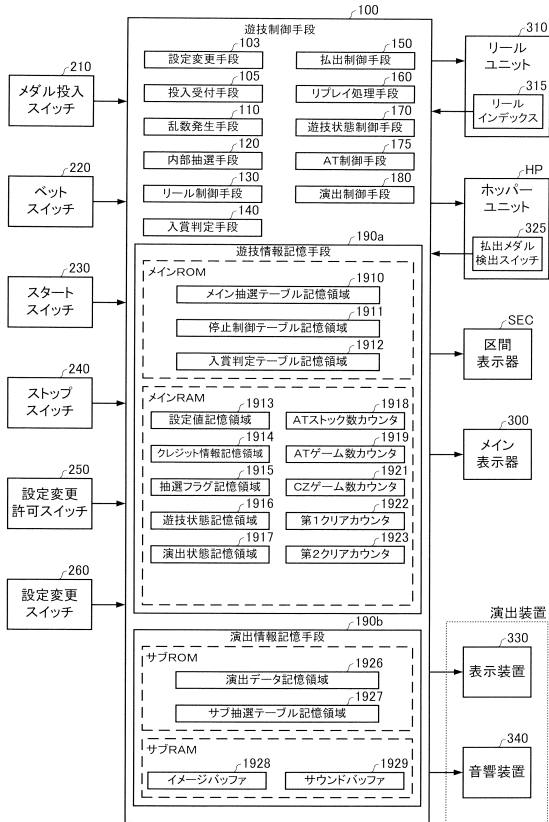 100
遊技制御手段
103
設定変更手段
105
投入受付手段
110
乱数発生手段
120
内部抽選手段
130
リール制御手段
140
入賞判定手段
150
払出制御手段
160
リプレイ処理手段
170
遊技状態制御手段
175
AT制御手段
180
演出制御手段
210
メダル投入
スイッチ
220
ベット
スイッチ
230
スタート
スイッチ
240
ストップ
スイッチ
250
設定変更
許可スイッチ
260
設定変更
スイッチ
190a
遊技情報記憶手段
メインROM
1910
メイン抽選テーブル記憶領域
1911
停止制御テーブル記憶領域
1912
入賞判定テーブル記憶領域
メインRAM
1913
設定値記憶領域
1914
クレジット情報記憶領域
1915
抽選フラグ記憶領域
1916
遊技状態記憶領域
1917
演出状態記憶領域
1918
ATストック数カウンタ
1919
ATゲーム数カウンタ
1921
CZゲーム数カウンタ
1922
第1クリアカウンタ
1923
第2クリアカウンタ
190b
演出情報記憶手段
サブROM
1926
演出データ記憶領域
1927
サブ抽選テーブル記憶領域
サブRAM
1928
イメージバッファ
1929
サウンドバッファ
310
リール
ユニット
315
リール
インデックス
HP
ホッパー
ユニット
325
払出メダル
検出スイッチ
SEC
区間
表示器
300
メイン
表示器
演出装置
330
表示装置
340
音響装置